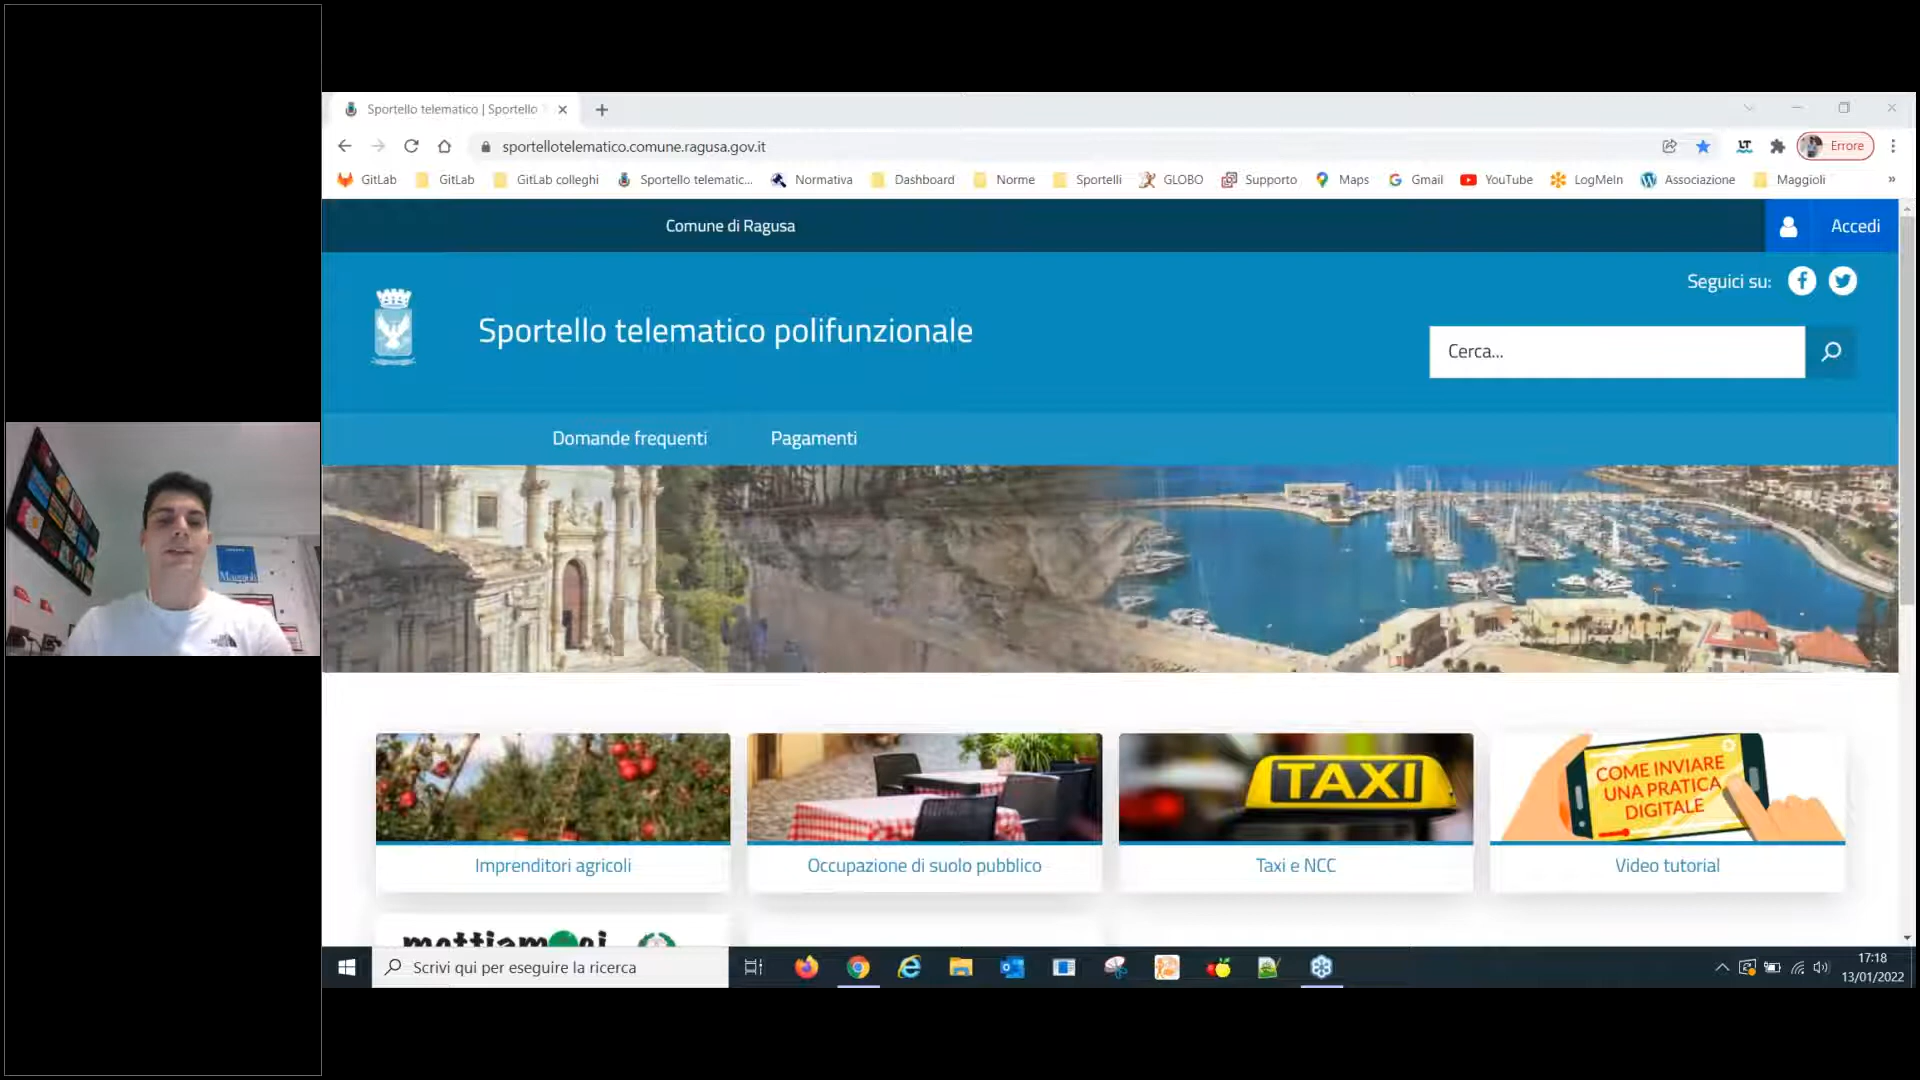 Sportello telematico | Sportello
sportellotelematico.comune.ragusa.gov.it
Errore
GitLab
GitLab
GitLab colleghi
Sportello telematic...
Normativa
Dashboard
Norme
Sportelli
GLOBO
Supporto
Maps
Gmail
YouTube
LogMeIn
Associazione
Maggioli
»
Comune di Ragusa
Accedi
Seguici su:
Sportello telematico polifunzionale
Cerca...
Domande frequenti
Pagamenti
Maggioli
TAXI
COME INVIARE
UNA PRATICA
DIGITALE
Imprenditori agricoli
Occupazione di suolo pubblico
Taxi e NCC
Video tutorial
Scrivi qui per eseguire la ricerca
17:18
13/01/2022